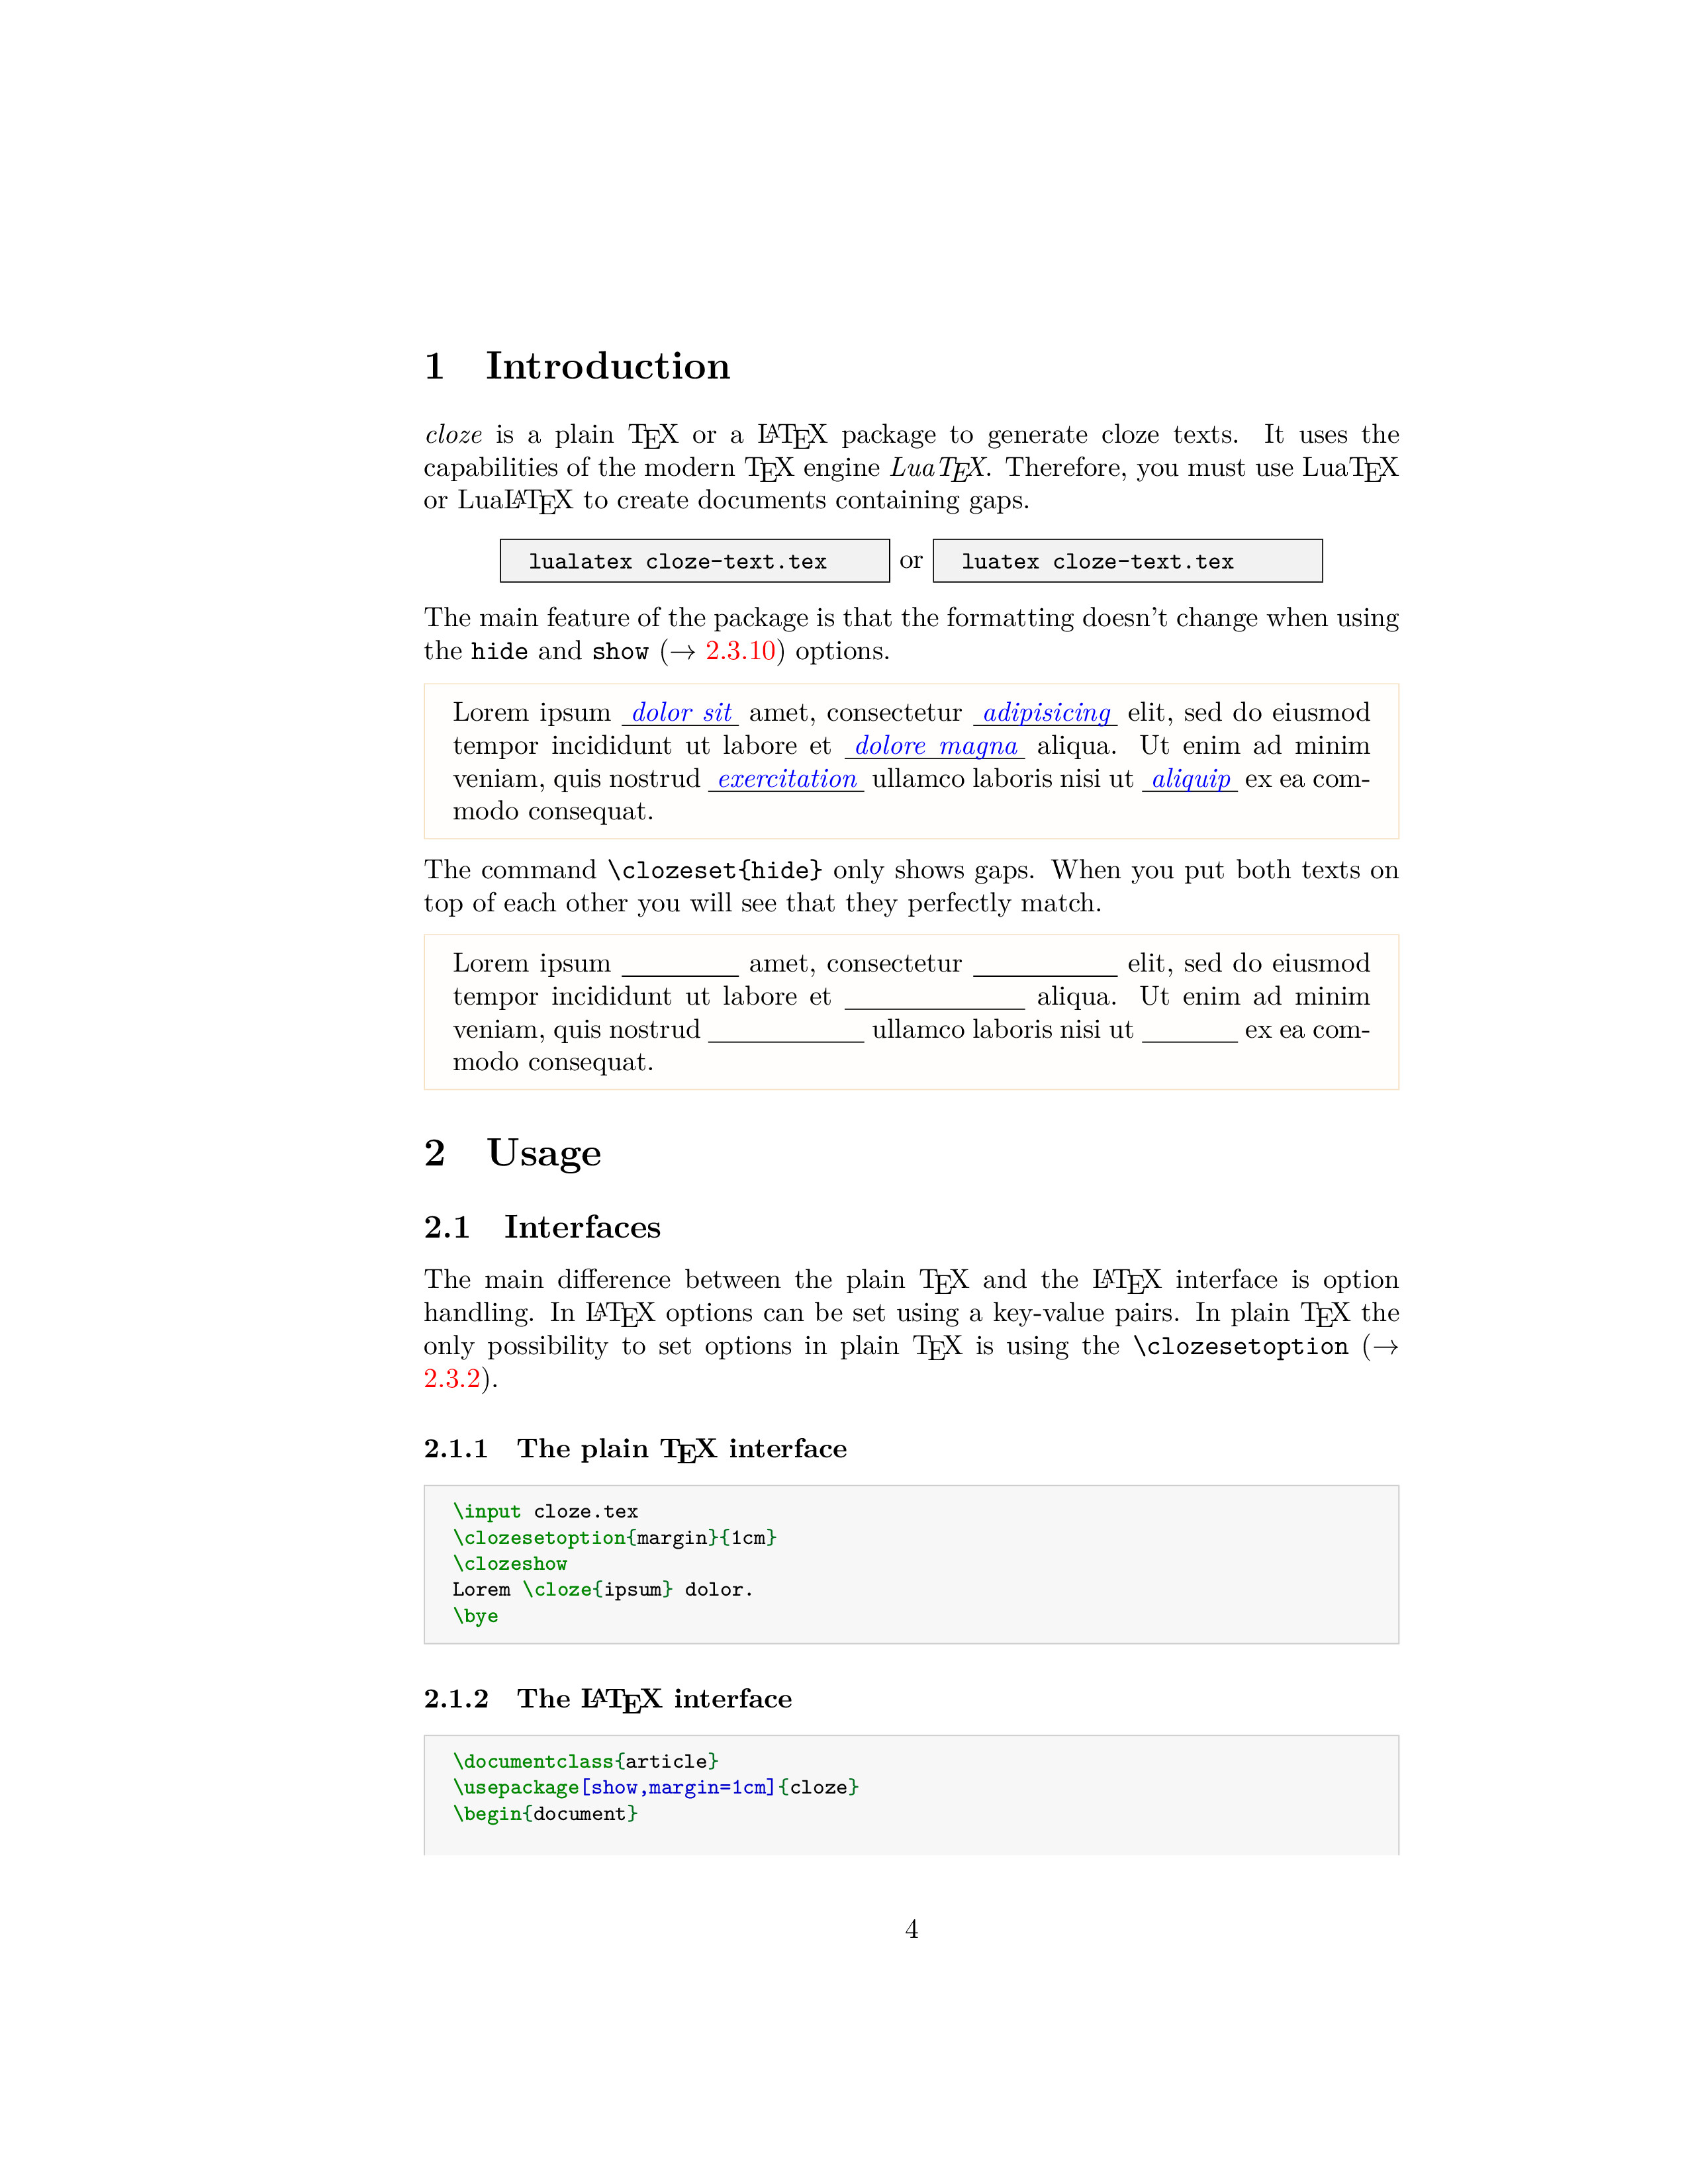 1 Introduction
cloze is a plain TEX or a LATEX package to generate cloze texts. It uses the
capabilities of the modern TEX engine LuaTEX. Therefore, you must use LuaTEX
or LuaLATEX to create documents containing gaps.
lualatex cloze-text.tex or luatex cloze-text.tex
The main feature of the package is that the formatting doesn't change when using
the hide and show (→ 2.3.10) options.
Lorem ipsum dolor sit amet, consectetur adipisicing elit, sed do eiusmod
tempor incididunt ut labore et dolore magna aliqua. Ut enim ad minim
veniam, quis nostrud exercitation ullamco laboris nisi ut aliquip ex ea com-
modo consequat.
The command \clozeset{hide} only shows gaps. When you put both texts on
top of each other you will see that they perfectly match.
Lorem ipsum ________ amet, consectetur __________ elit, sed do eiusmod
tempor incididunt ut labore et ____________ aliqua. Ut enim ad minim
veniam, quis nostrud ___________ ullamco laboris nisi ut _______ ex ea com-
modo consequat.
2 Usage
2.1 Interfaces
The main difference between the plain TEX and the LATEX interface is option
handling. In LATEX options can be set using a key-value pairs. In plain TEX the
only possibility to set options in plain TEX is using the \clozesetoption (→
2.3.2).
2.1.1 The plain TEX interface
\input cloze.tex
\clozesetoption{margin}{1cm}
\clozeshow
Lorem \cloze{ipsum} dolor.
\bye
2.1.2 The LATEX interface
\documentclass{article}
\usepackage[show,margin=1cm]{cloze}
\begin{document}
4